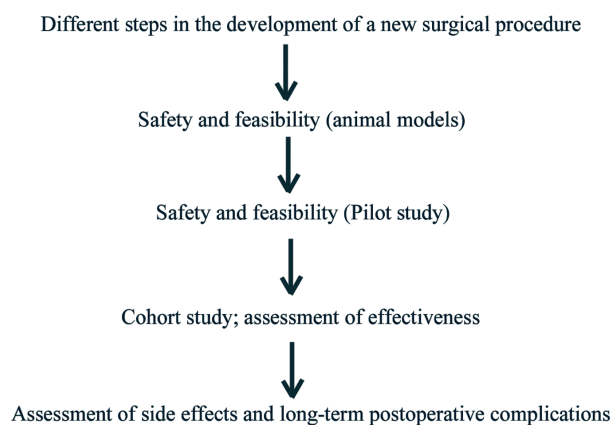 Different steps in the development of a new surgical procedure
Safety and feasibility (animal models)
Safety and feasibility (Pilot study)
Cohort study; assessment of effectiveness
Assessment of side effects and long-term postoperative complications